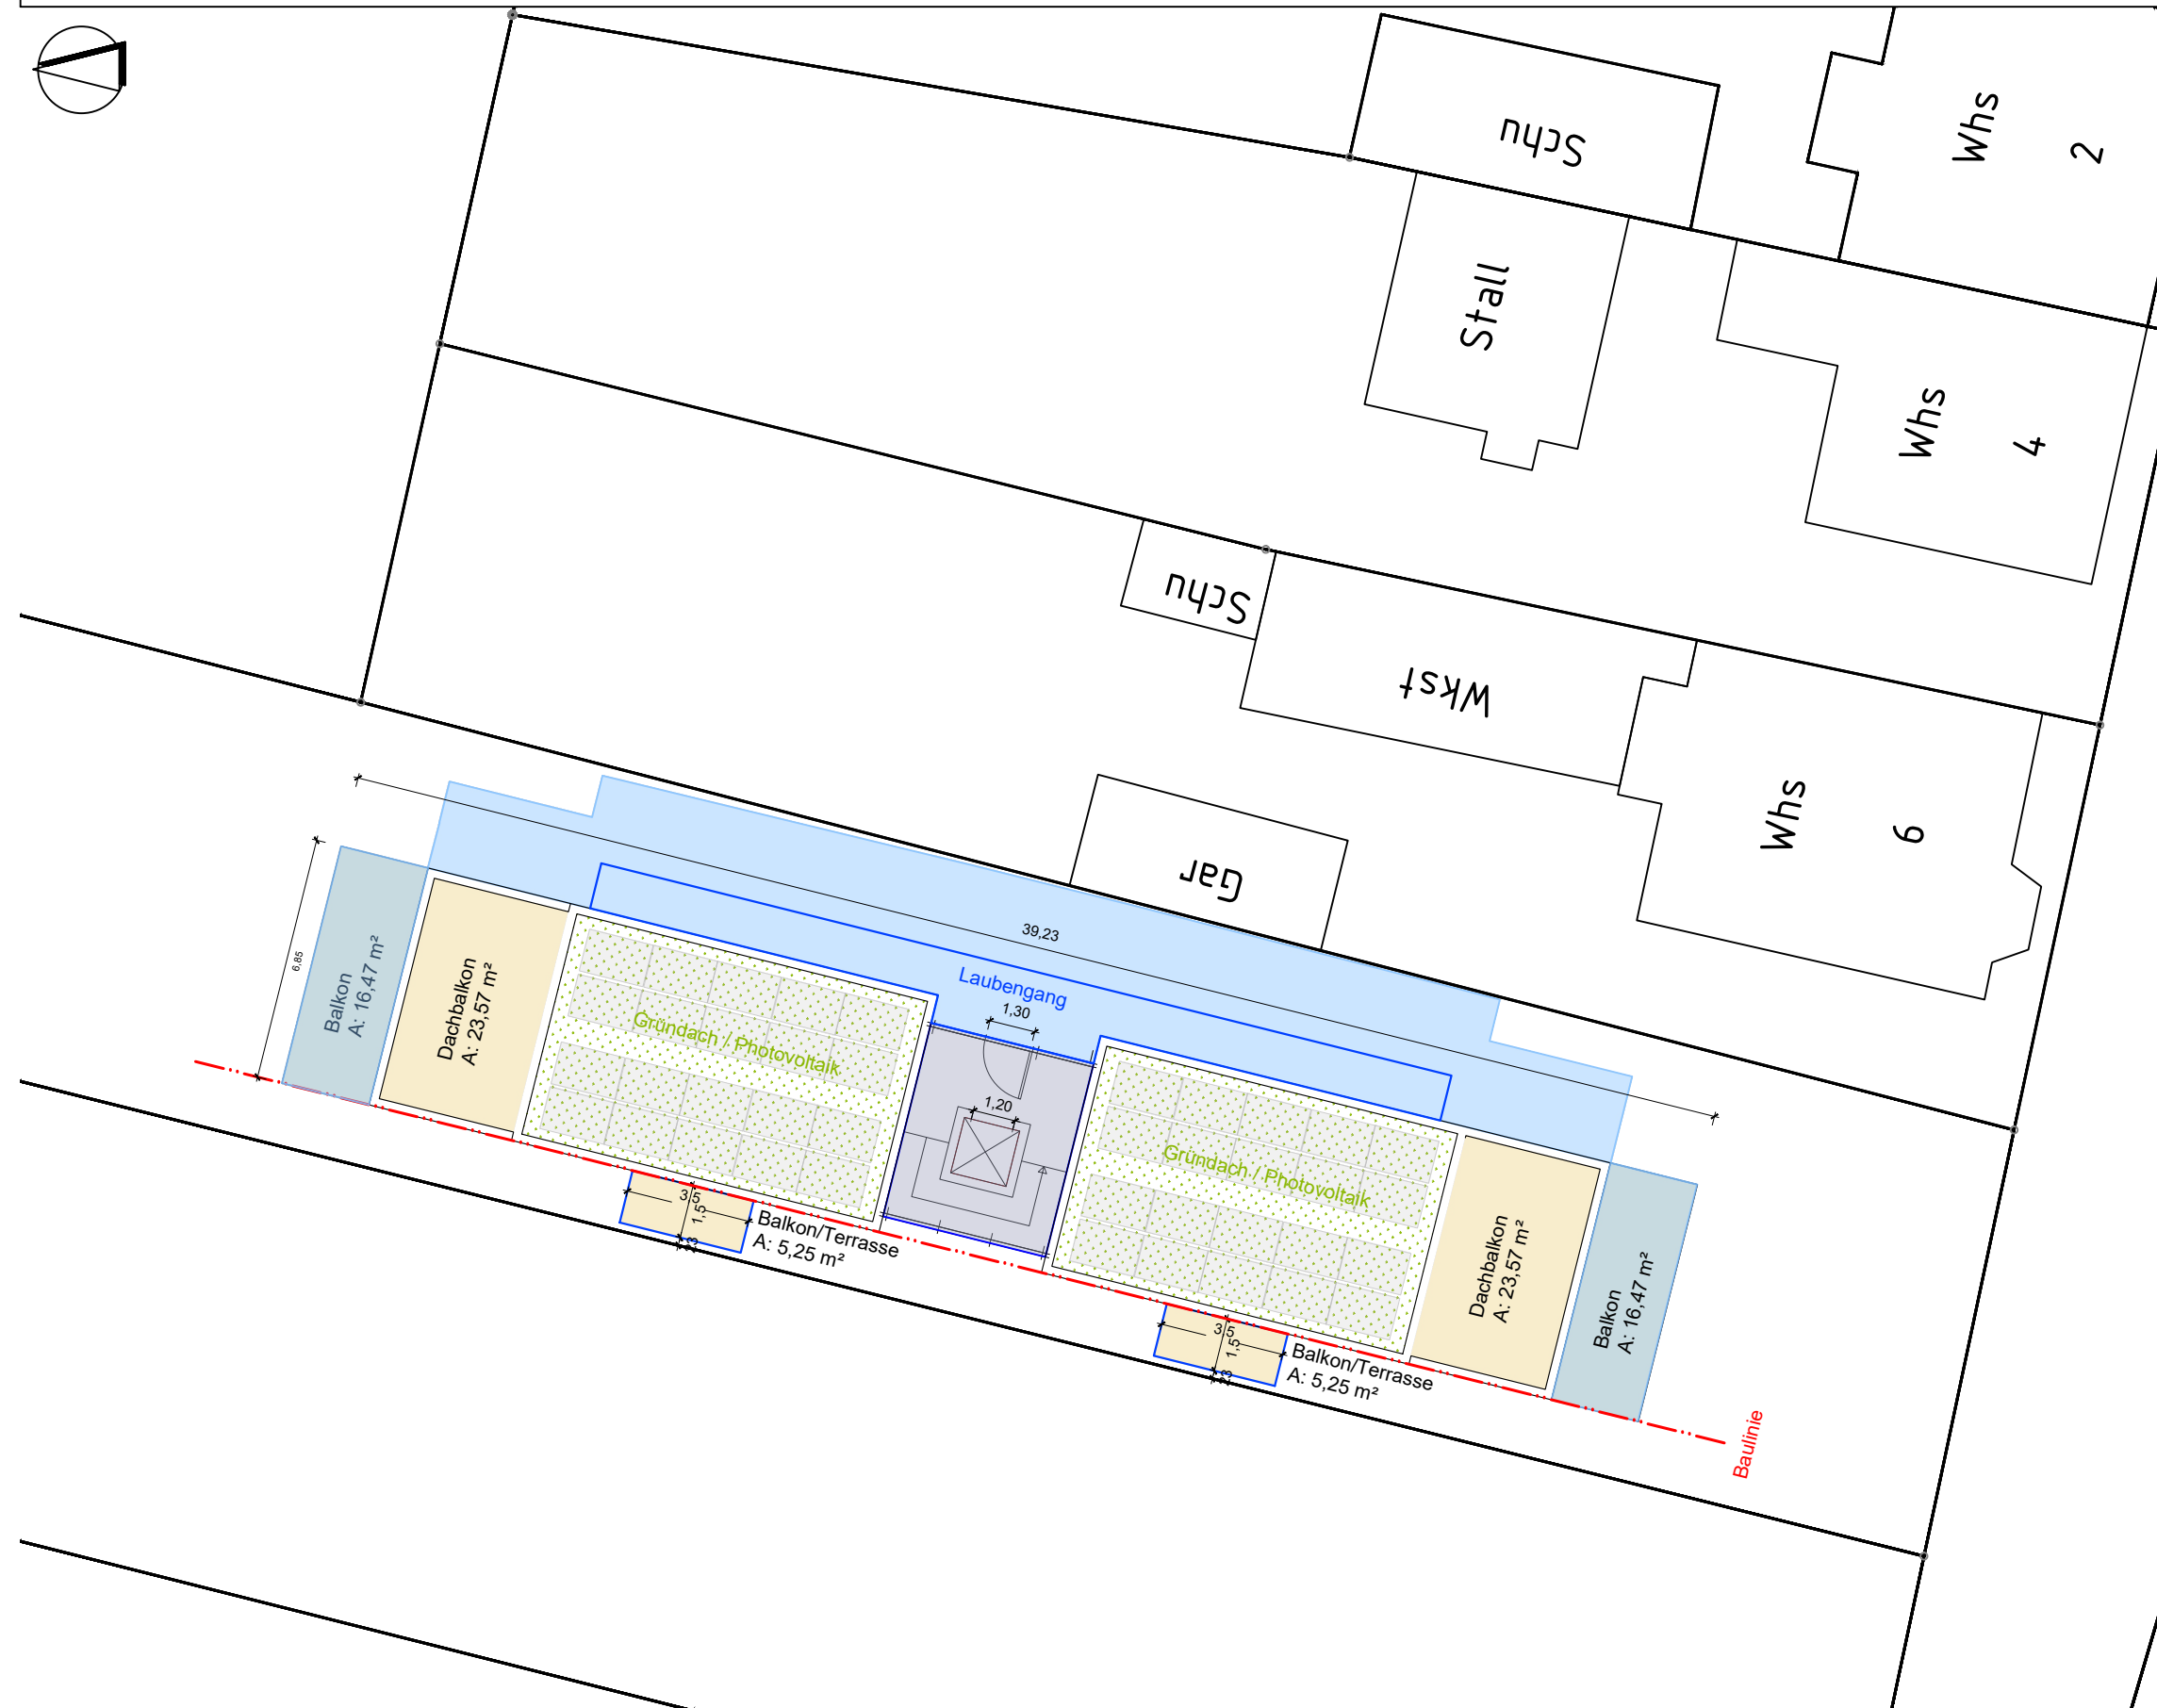 Schu
Whs
2
Stall
Whs
4
Schu
Wkst
Whs
6
Gar
39,23
6,85
Laubengang
1,30
Balkon
A: 16,47 m²
Dachbalkon
A: 23,57 m²
Gründach / Photovoltaik
1,20
Gründach / Photovoltaik
3,5
1,5
23
Balkon/Terrasse
A: 5,25 m²
Dachbalkon
A: 23,57 m²
Balkon
A: 16,47 m²
3,5
1,5
23
Balkon/Terrasse
A: 5,25 m²
Baulinie